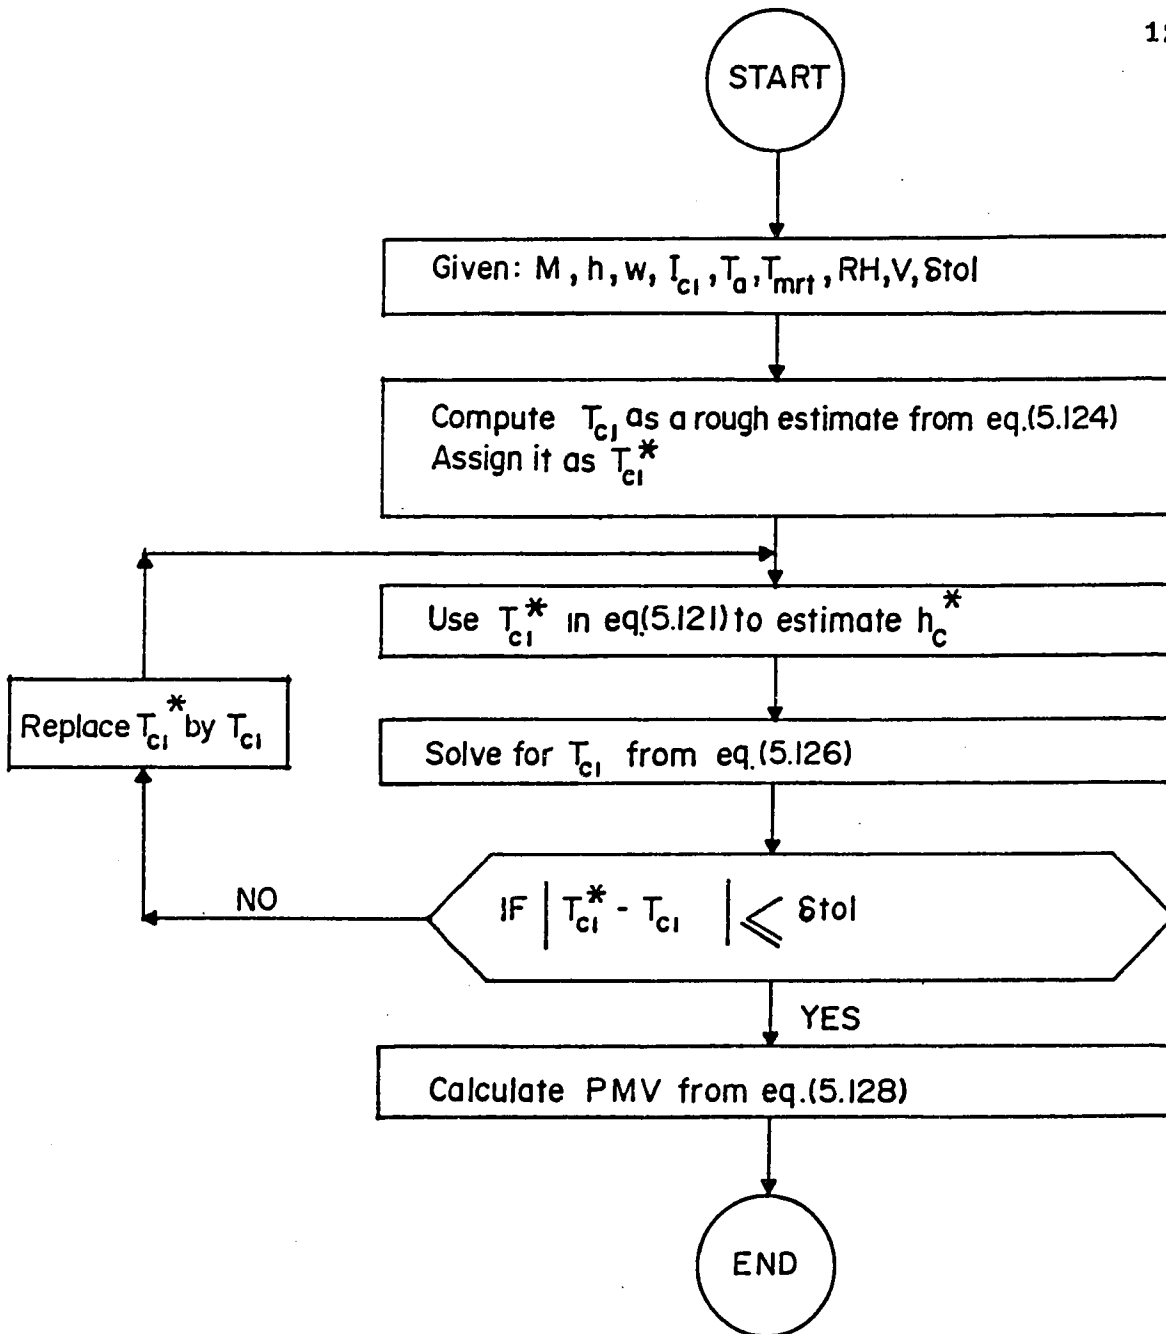 12
START
Given: M, h, w, I_cl, T_a, T_mrt, RH, V, δtol
Compute T_cl as a rough estimate from eq.(5.124)
Assign it as T_cl*
Use T_cl* in eq.(5.121) to estimate h_c*
Replace T_cl* by T_cl
Solve for T_cl from eq.(5.126)
NO
IF | T_cl* - T_cl | ≤ δtol
YES
Calculate PMV from eq.(5.128)
END